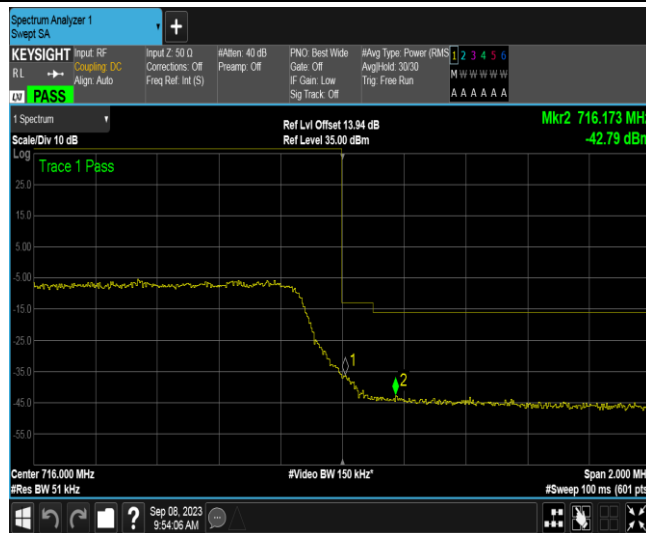 Spectrum Analyzer 1
Swept SA
+
KEYSIGHT
RL
LXI PASS
Input: RF
Coupling: DC
Align: Auto
Input Z: 50 Ω
Corrections: Off
Freq Ref: Int (S)
#Atten: 40 dB
Preamp: Off
PNO: Best Wide
Gate: Off
IF Gain: Low
Sig Track: Off
#Avg Type: Power (RMS
Avg|Hold: 30/30
Trig: Free Run
1 2 3 4 5 6
M W W W W W
A A A A A A
1 Spectrum
Scale/Div 10 dB
Ref Lvl Offset 13.94 dB
Ref Level 35.00 dBm
Mkr2 716.173 MHz
-42.79 dBm
Log
Trace 1 Pass
25.0
15.0
5.00
-5.00
-15.0
-25.0
-35.0
-45.0
-55.0
1
2
Center 716.000 MHz
#Res BW 51 kHz
#Video BW 150 kHz*
Span 2.000 MH
#Sweep 100 ms (601 pts
?
Sep 08, 2023
9:54:06 AM